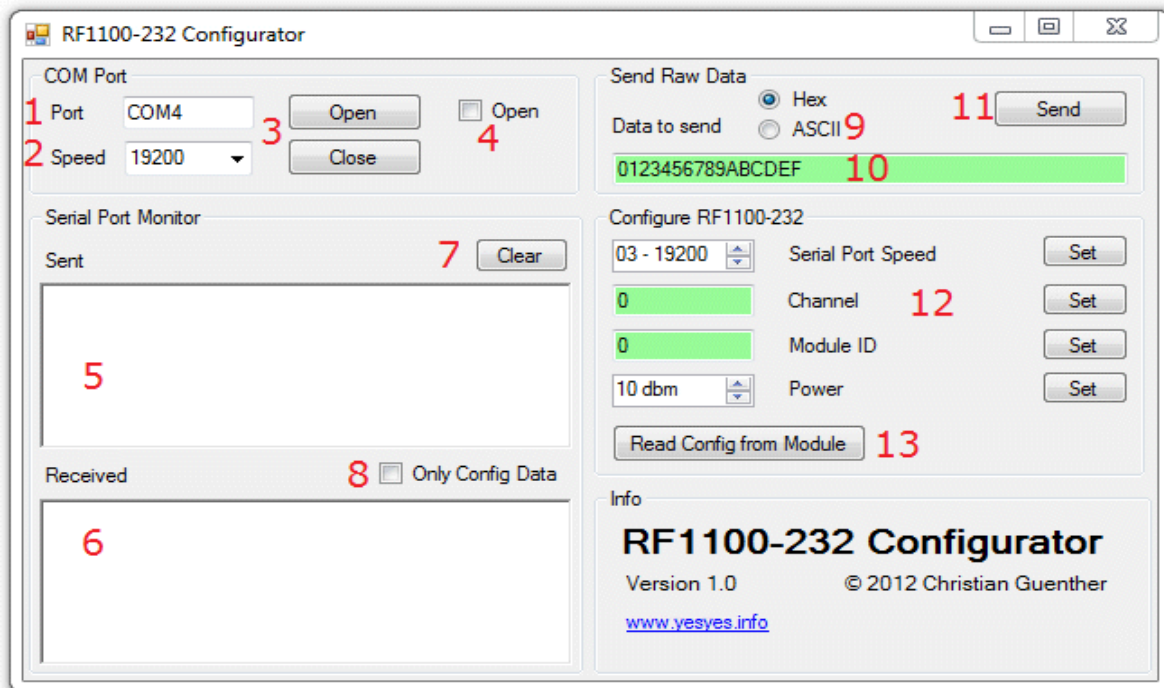 RF1100-232 Configurator
COM Port
1 Port COM4 3 Open Open 4
2 Speed 19200 Close
Send Raw Data
Data to send Hex ASCII 9 11 Send
0123456789ABCDEF 10
Serial Port Monitor
Sent 7 Clear
5
Received 8 Only Config Data
6
Configure RF1100-232
03 - 19200 Serial Port Speed Set
0 Channel 12 Set
0 Module ID Set
10 dbm Power Set
Read Config from Module 13
Info
RF1100-232 Configurator
Version 1.0 © 2012 Christian Guenther
www.yesyes.info